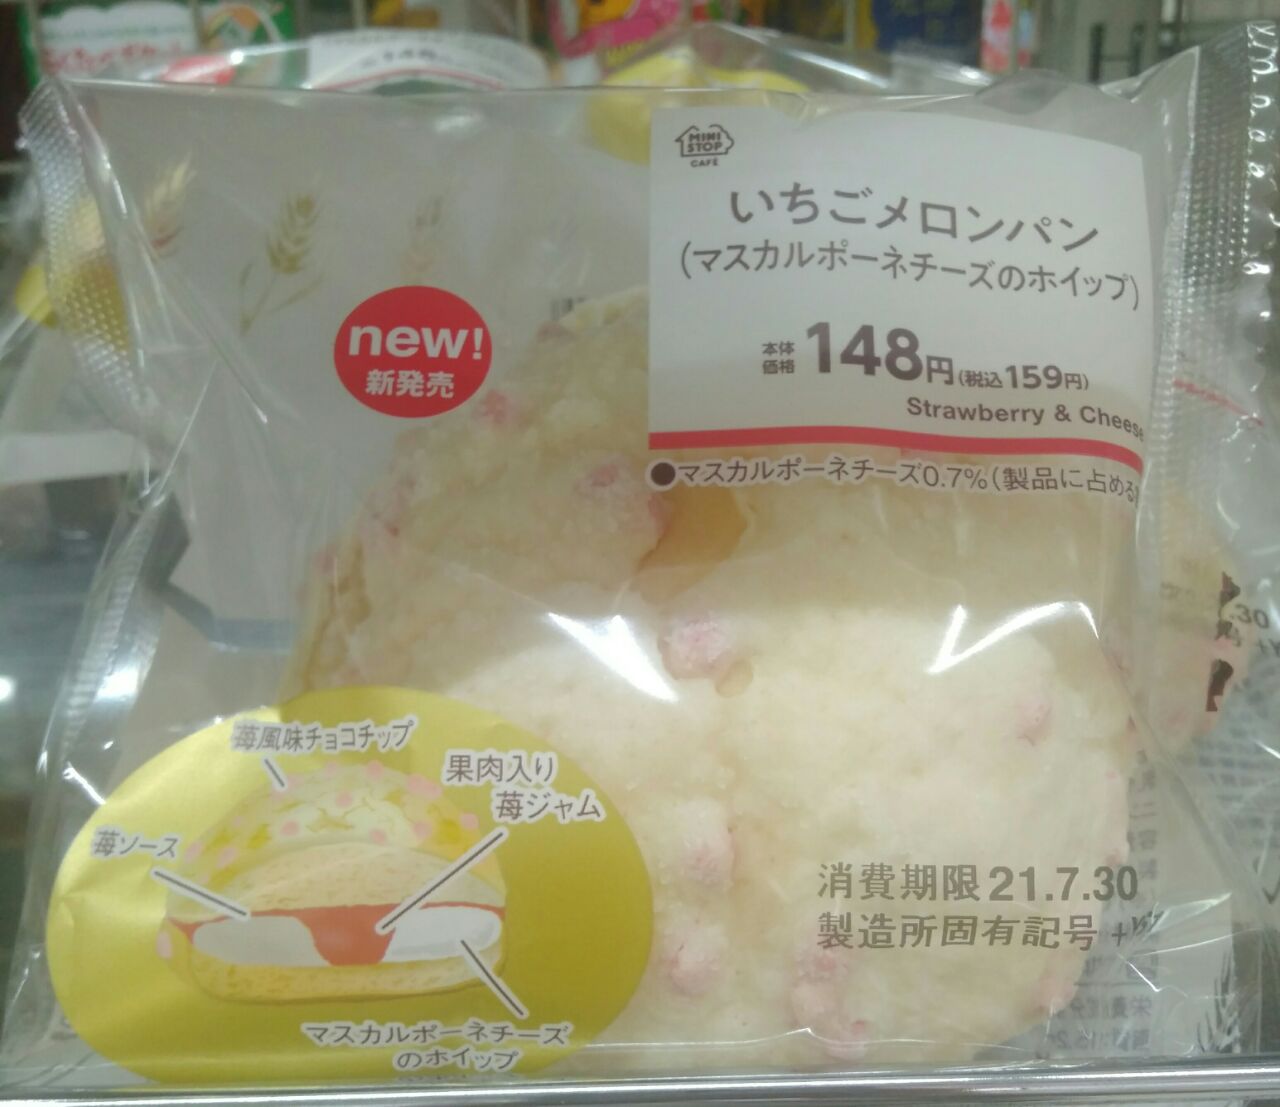 MINI
STOP
CAFE
いちごメロンパン
(マスカルポーネチーズのホイップ)
本体
価格 148円(税込159円)
Strawberry & Cheese
●マスカルポーネチーズ0.7%(製品に占める
new!
新発売
苺風味チョコチップ
果肉入り
苺ジャム
苺ソース
マスカルポーネチーズ
のホイップ
消費期限 21.7.30
製造所固有記号 +W